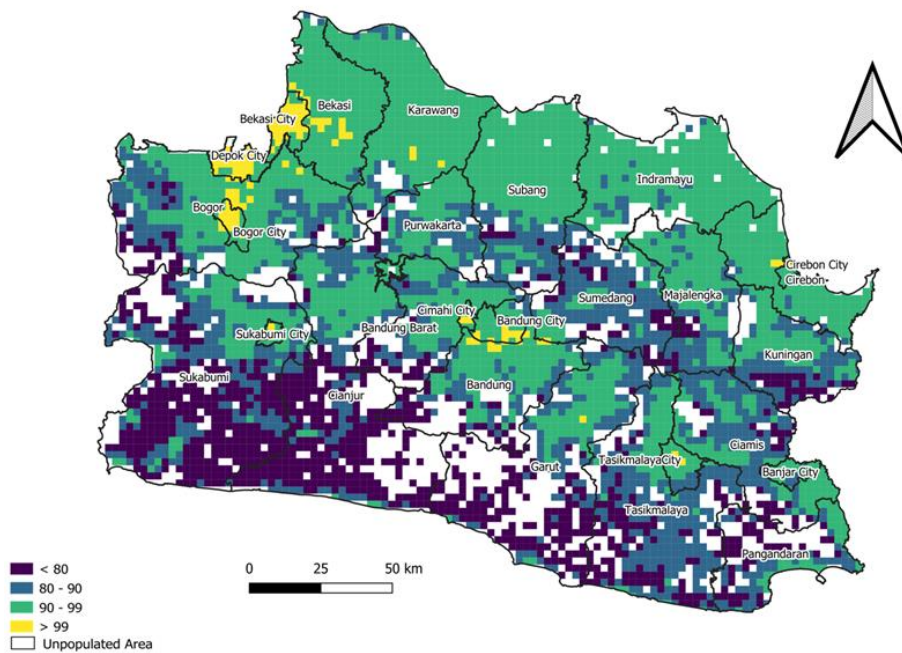 Bekasi
Karawang
Bekasi City
Depok City
Subang
Indramayu
Bogor
Bogor City
Purwakarta
Cirebon City
Cirebon
Sumedang
Majalengka
Cimahi City
Sukabumi City
Bandung Barat
Bandung City
Kuningan
Sukabumi
Cianjur
Bandung
Ciamis
Garut
TasikmalayaCity
Banjar City
Tasikmalaya
Pangandaran
< 80
80 - 90
90 - 99
> 99
Unpopulated Area
0 25 50 km